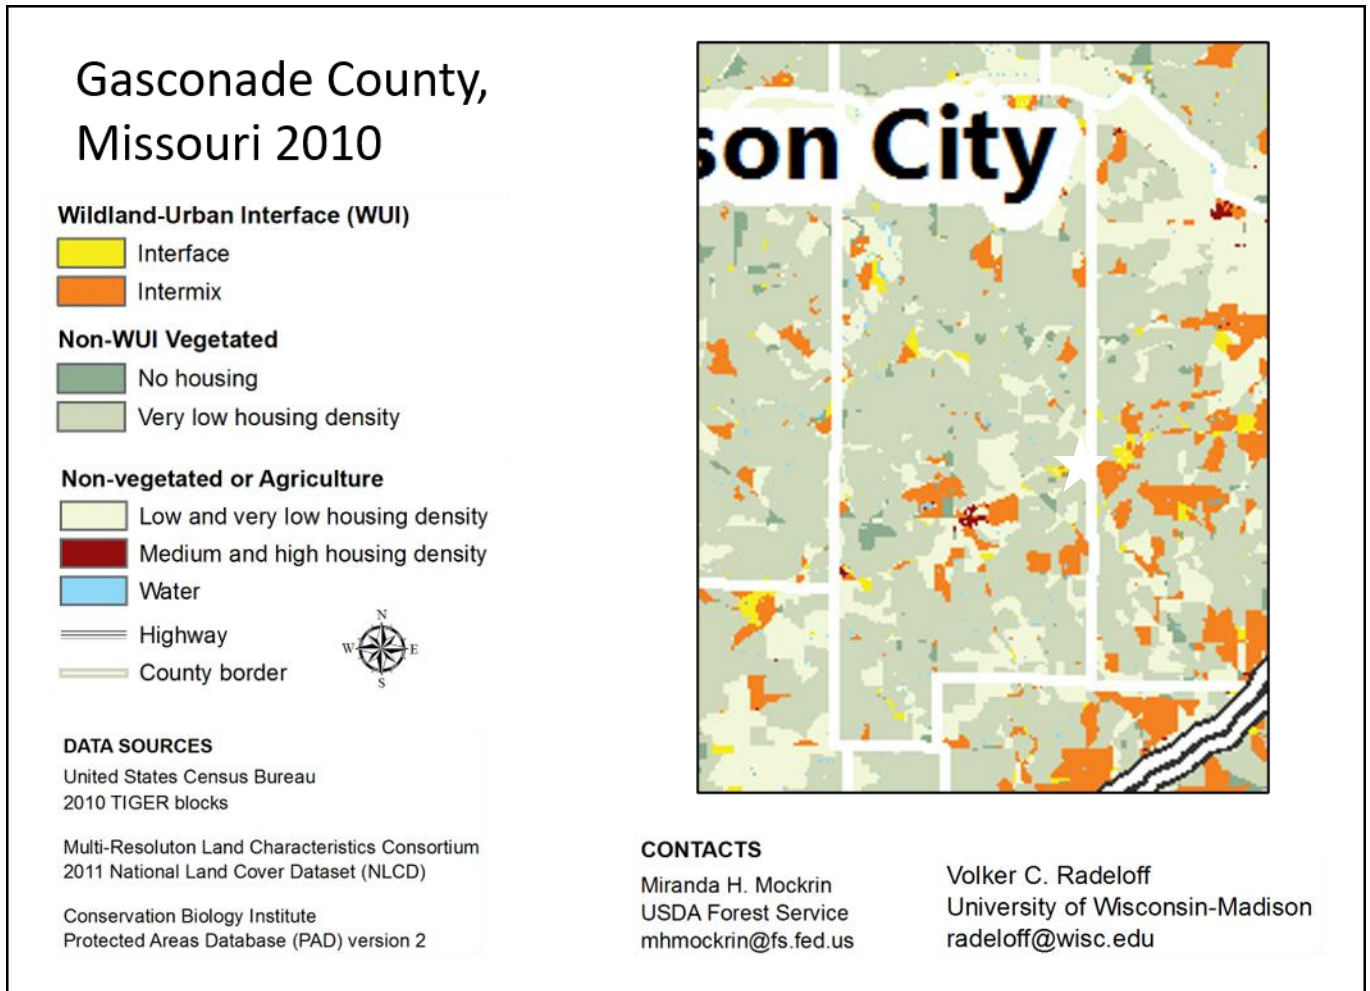 Gasconade County,
Missouri 2010
Wildland-Urban Interface (WUI)
Interface
Intermix
Non-WUI Vegetated
No housing
Very low housing density
Non-vegetated or Agriculture
Low and very low housing density
Medium and high housing density
Water
Highway
County border
N
W E
S
DATA SOURCES
United States Census Bureau
2010 TIGER blocks
Multi-Resoluton Land Characteristics Consortium
2011 National Land Cover Dataset (NLCD)
Conservation Biology Institute
Protected Areas Database (PAD) version 2
son City
CONTACTS
Miranda H. Mockrin
USDA Forest Service
mhmockrin@fs.fed.us
Volker C. Radeloff
University of Wisconsin-Madison
radeloff@wisc.edu